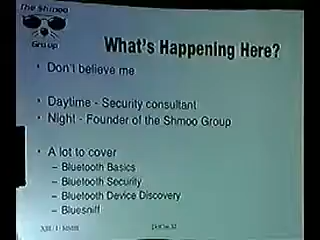 The Shmoo
Group
What's Happening Here?
• Don't believe me
• Daytime - Security consultant
• Night - Founder of the Shmoo Group
• A lot to cover
– Bluetooth Basics
– Bluetooth Security
– Bluetooth Device Discovery
– Bluesniff